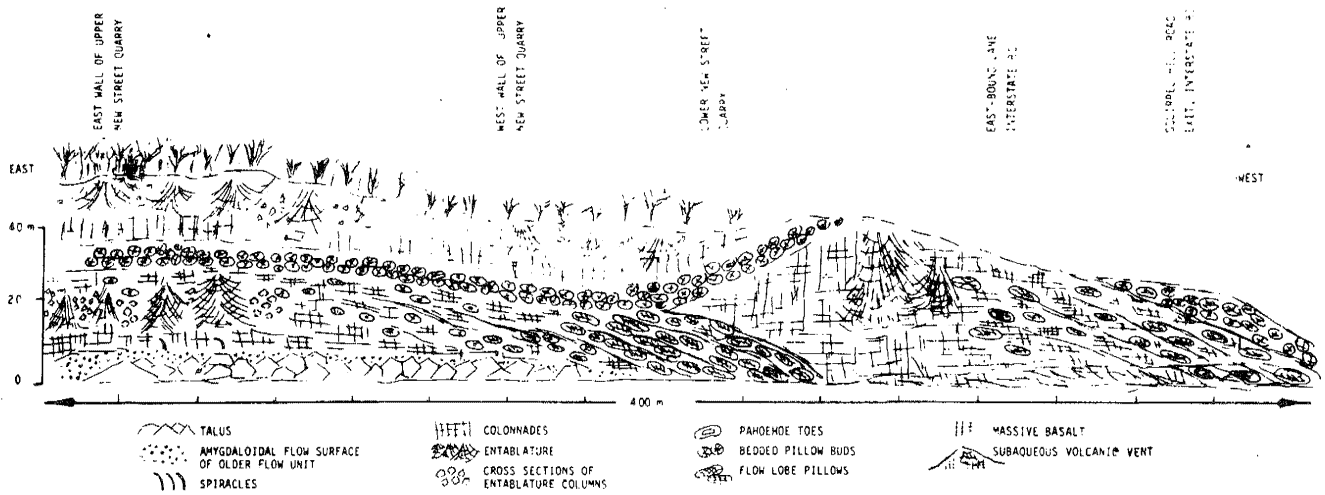 EAST WALL OF UPPER
NEW STREET QUARRY
WEST WALL OF UPPER
NEW STREET QUARRY
LOWER NEW STREET
QUARRY
EAST-BOUND LANE
INTERSTATE
SQUIRREL HILL ROAD
EXIT, INTERSTATE
EAST
WEST
40 m
20
0
400 m
TALUS
AMYGDALOIDAL FLOW SURFACE
OF OLDER FLOW UNIT
SPIRACLES
COLONNADES
ENTABLATURE
CROSS SECTIONS OF
ENTABLATURE COLUMNS
PAHOEHOE TOES
BEDDED PILLOW BUDS
FLOW LOBE PILLOWS
MASSIVE BASALT
SUBAQUEOUS VOLCANIC VENT